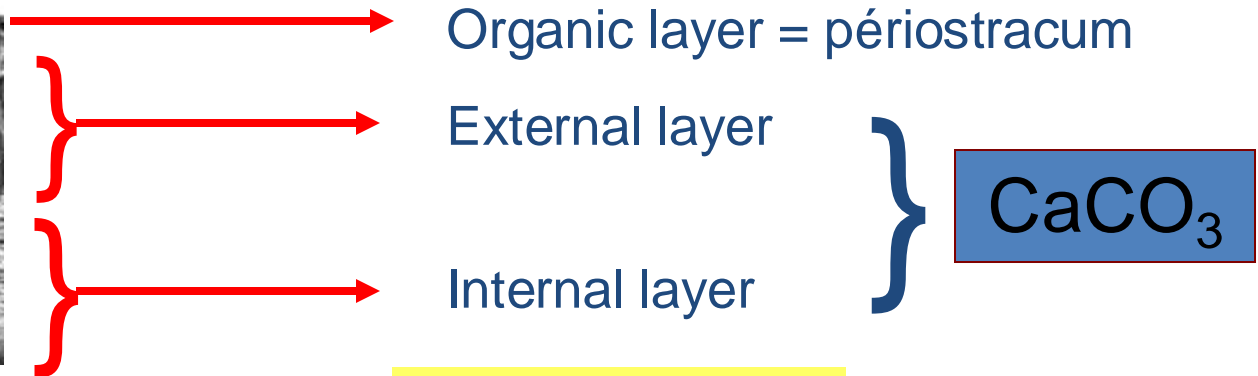 Organic layer = périostracum
External layer
CaCO₃
Internal layer